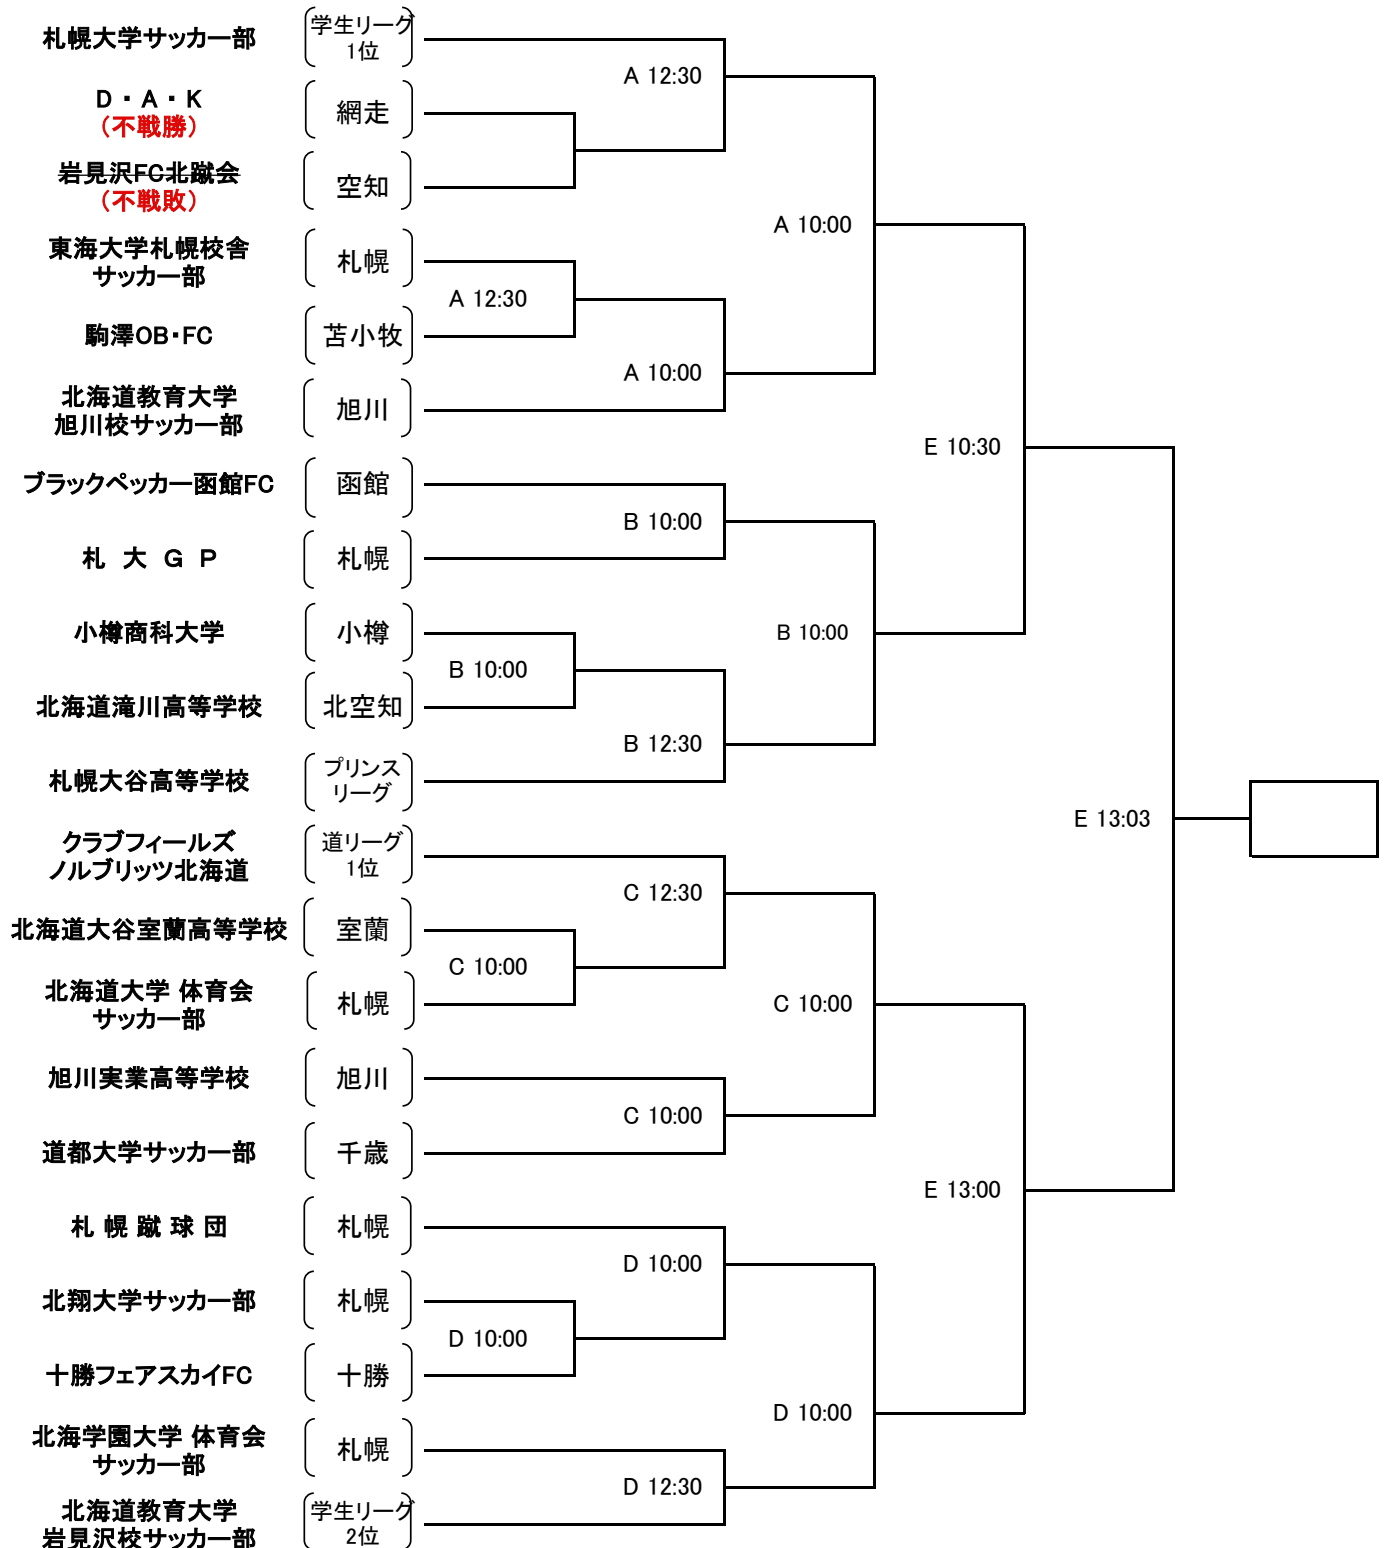 札幌大学サッカー部
学生リーグ
1位
A 12:30
D・A・K
(不戦勝)
網走
岩見沢FC北蹴会
(不戦敗)
空知
A 10:00
東海大学札幌校舎
サッカー部
札幌
A 12:30
駒澤OB・FC
苫小牧
A 10:00
北海道教育大学
旭川校サッカー部
旭川
E 10:30
ブラックペッカー函館FC
函館
B 10:00
札 大 G P
札幌
小樽商科大学
小樽
B 10:00
B 10:00
北海道滝川高等学校
北空知
B 12:30
札幌大谷高等学校
プリンス
リーグ
E 13:03
クラブフィールズ
ノルブリッツ北海道
道リーグ
1位
C 12:30
北海道大谷室蘭高等学校
室蘭
C 10:00
北海道大学 体育会
サッカー部
札幌
C 10:00
旭川実業高等学校
旭川
C 10:00
道都大学サッカー部
千歳
E 13:00
札 幌 蹴 球 団
札幌
D 10:00
北翔大学サッカー部
札幌
D 10:00
十勝フェアスカイFC
十勝
D 10:00
北海学園大学 体育会
サッカー部
札幌
D 12:30
北海道教育大学
岩見沢校サッカー部
学生リーグ
2位